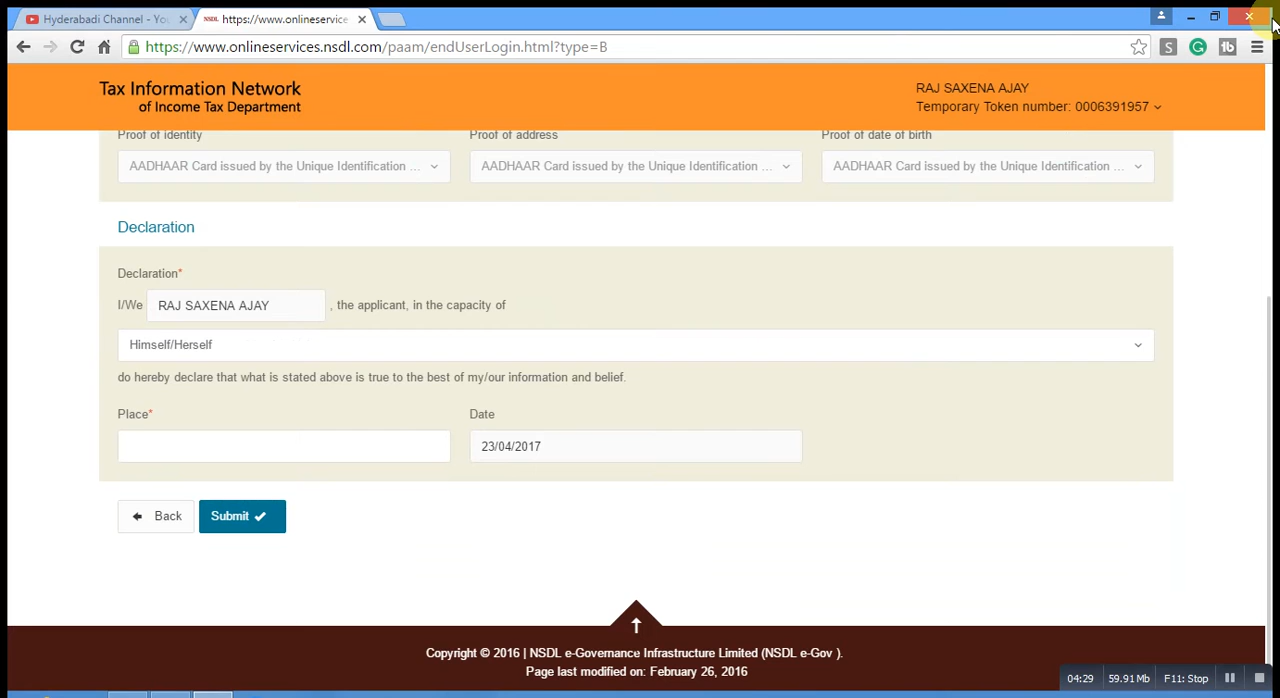 Hyderabadi Channel - You
NSDL https://www.onlineservice
https://www.onlineservices.nsdl.com/paam/endUserLogin.html?type=B
Tax Information Network
of Income Tax Department
RAJ SAXENA AJAY
Temporary Token number: 0006391957
Proof of identity
Proof of address
Proof of date of birth
AADHAAR Card issued by the Unique Identification ...
AADHAAR Card issued by the Unique Identification ...
AADHAAR Card issued by the Unique Identification ...
Declaration
Declaration*
I/We RAJ SAXENA AJAY , the applicant, in the capacity of
Himself/Herself
do hereby declare that what is stated above is true to the best of my/our information and belief.
Place*
Date
23/04/2017
Back
Submit
Copyright © 2016 | NSDL e-Governance Infrastructure Limited (NSDL e-Gov ).
Page last modified on: February 26, 2016
04:29 59.91 Mb F11: Stop